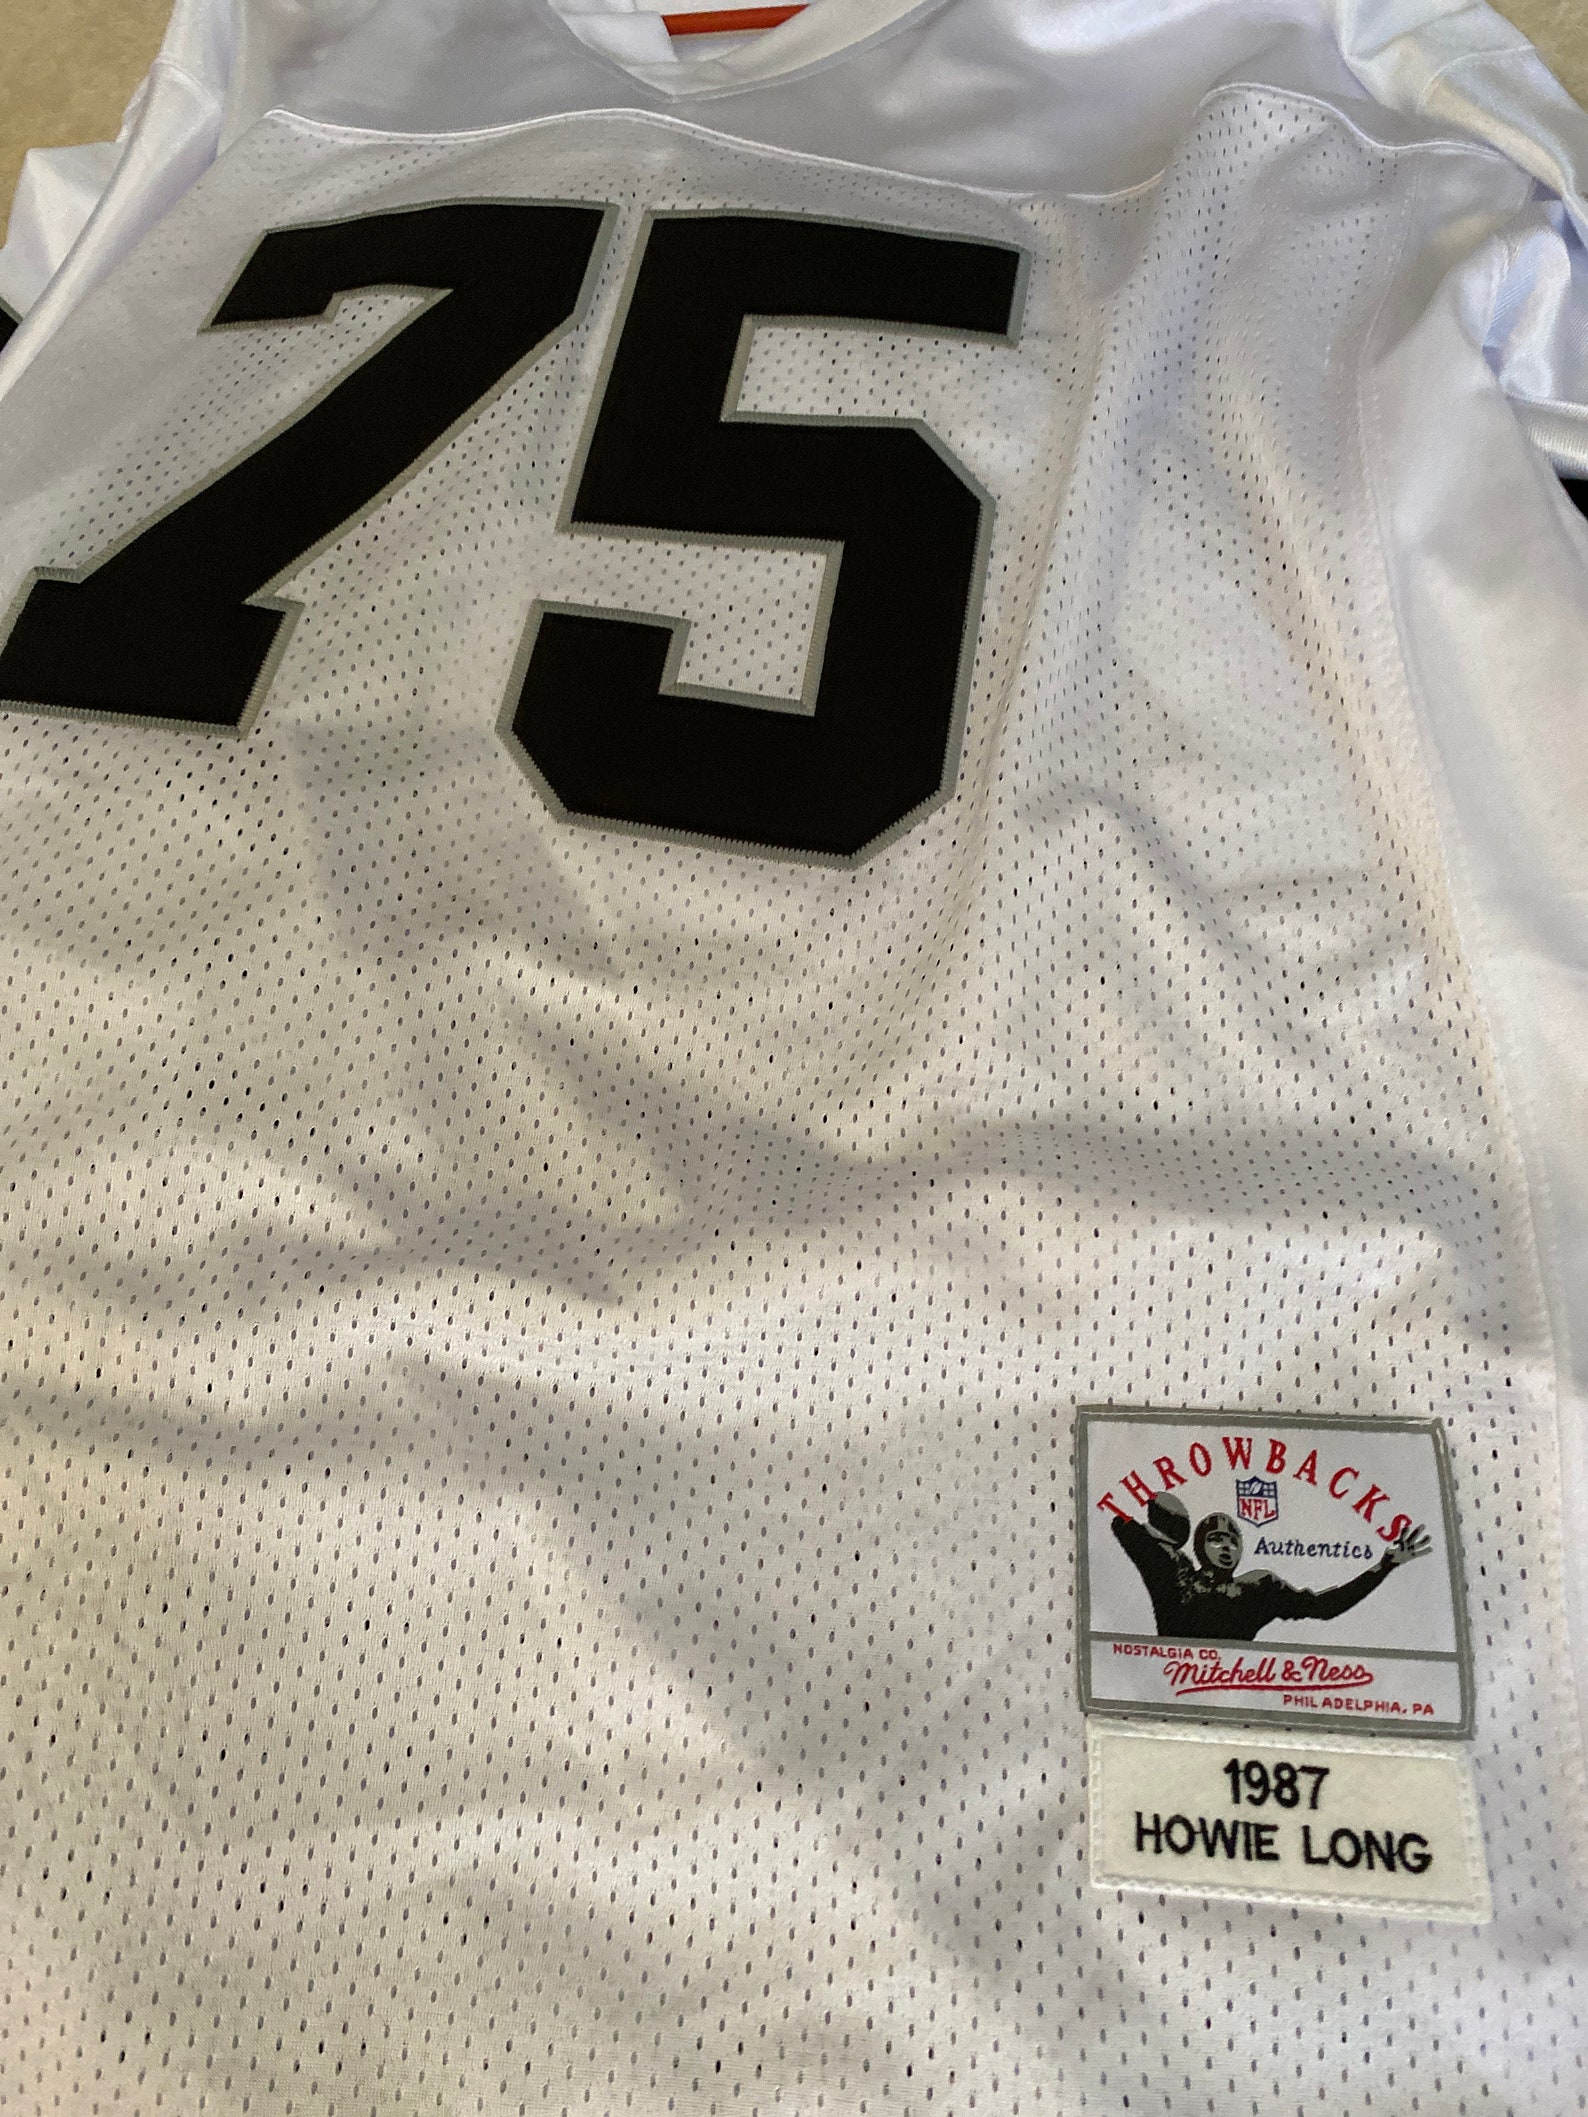 75
THROWBACKS
NFL
Authentics
NOSTALGIA CO.
Mitchell & Ness
PHILADELPHIA, PA
1987
HOWIE LONG